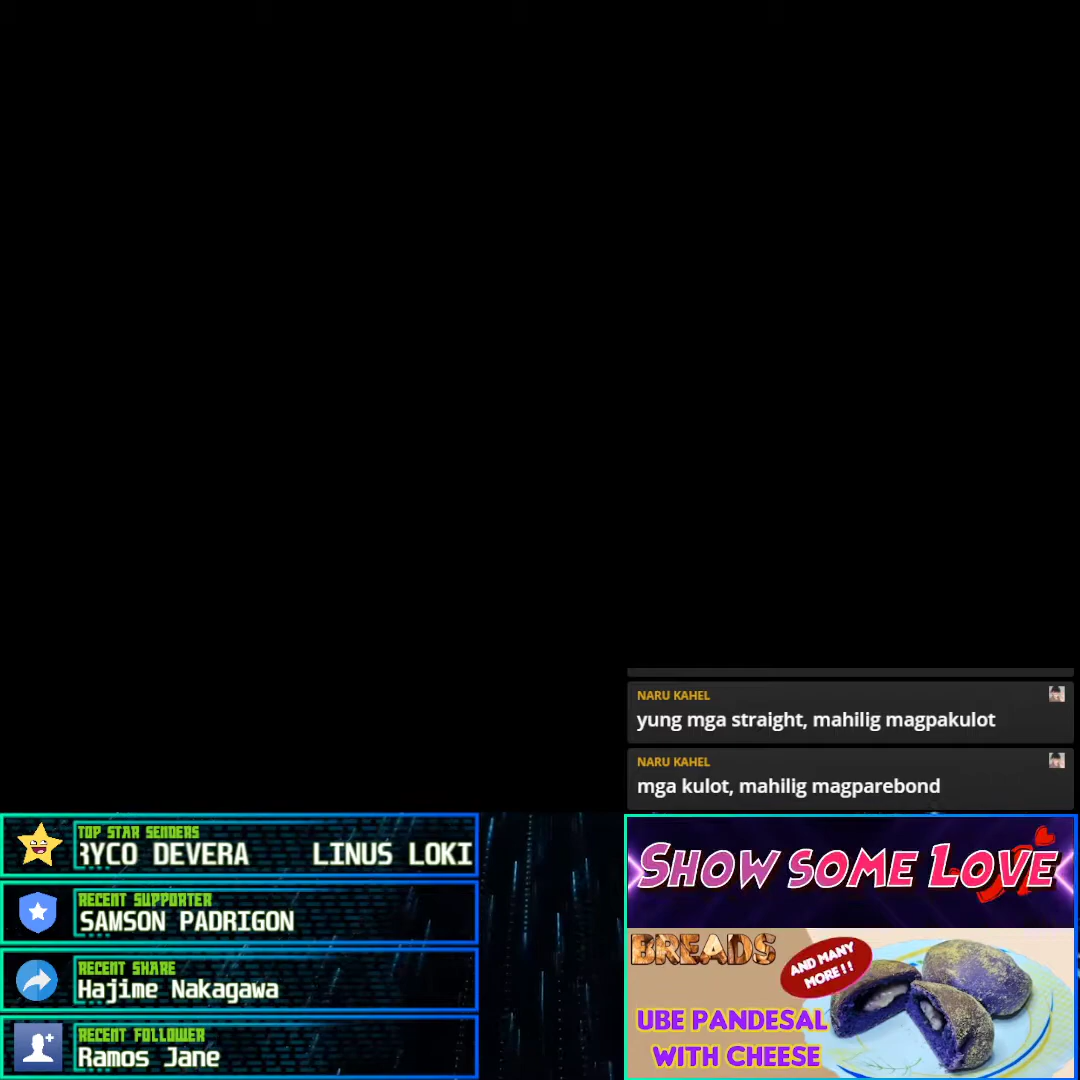 NARU KAHEL
yung mga straight, mahilig magpakulot
NARU KAHEL
mga kulot, mahilig magparebond
TOP STAR SENDERS
RYCO DEVERA LINUS LOKI
RECENT SUPPORTER
SAMSON PADRIGON
RECENT SHARE
Hajime Nakagawa
RECENT FOLLOWER
Ramos Jane
SHOW SOME LOVE
BREADS
AND MANY
MORE!!
UBE PANDESAL
WITH CHEESE